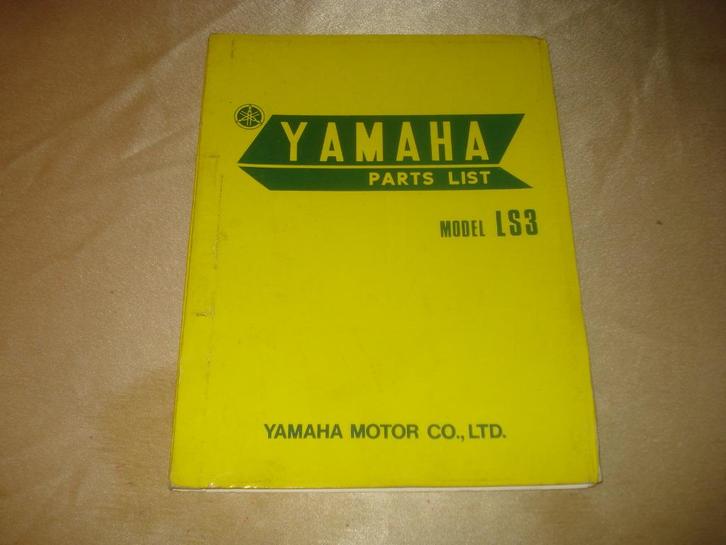 YAMAHA
PARTS LIST
MODEL LS3
YAMAHA MOTOR CO., LTD.